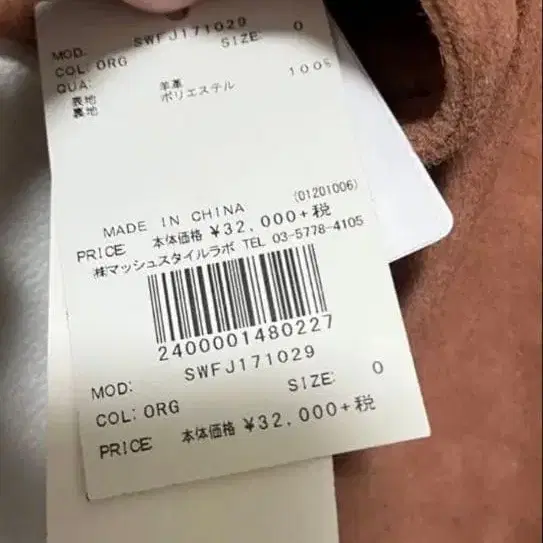 MOD: SWFJ171029
COL: ORG SIZE: 0
QUA:
表地 羊革
裏地 ポリエステル 100%
MADE IN CHINA (01201006)
PRICE 本体価格 ¥32,000+税
㈱マッシュスタイルラボ TEL 03-5778-4105
2400001480227
MOD: SWFJ171029
COL: ORG SIZE: 0
PRICE 本体価格 ¥32,000+税